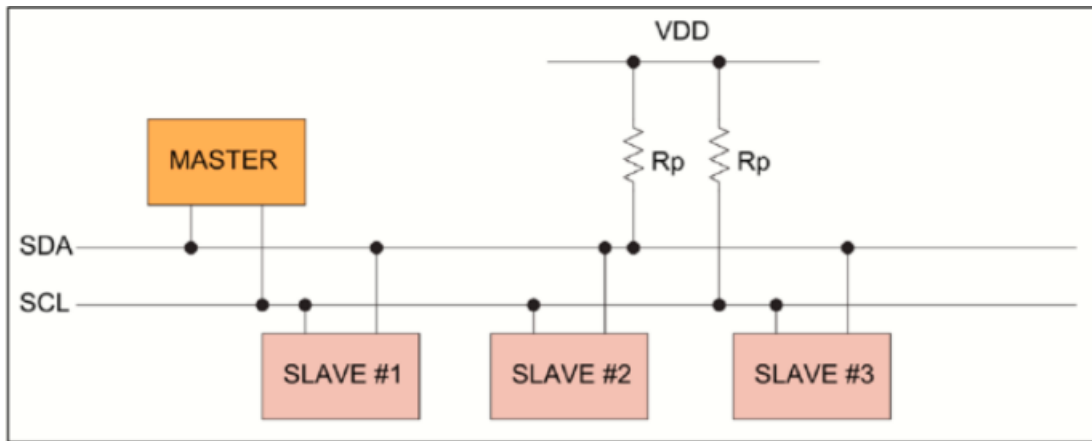 VDD
MASTER
Rp
Rp
SDA
SCL
SLAVE #1
SLAVE #2
SLAVE #3